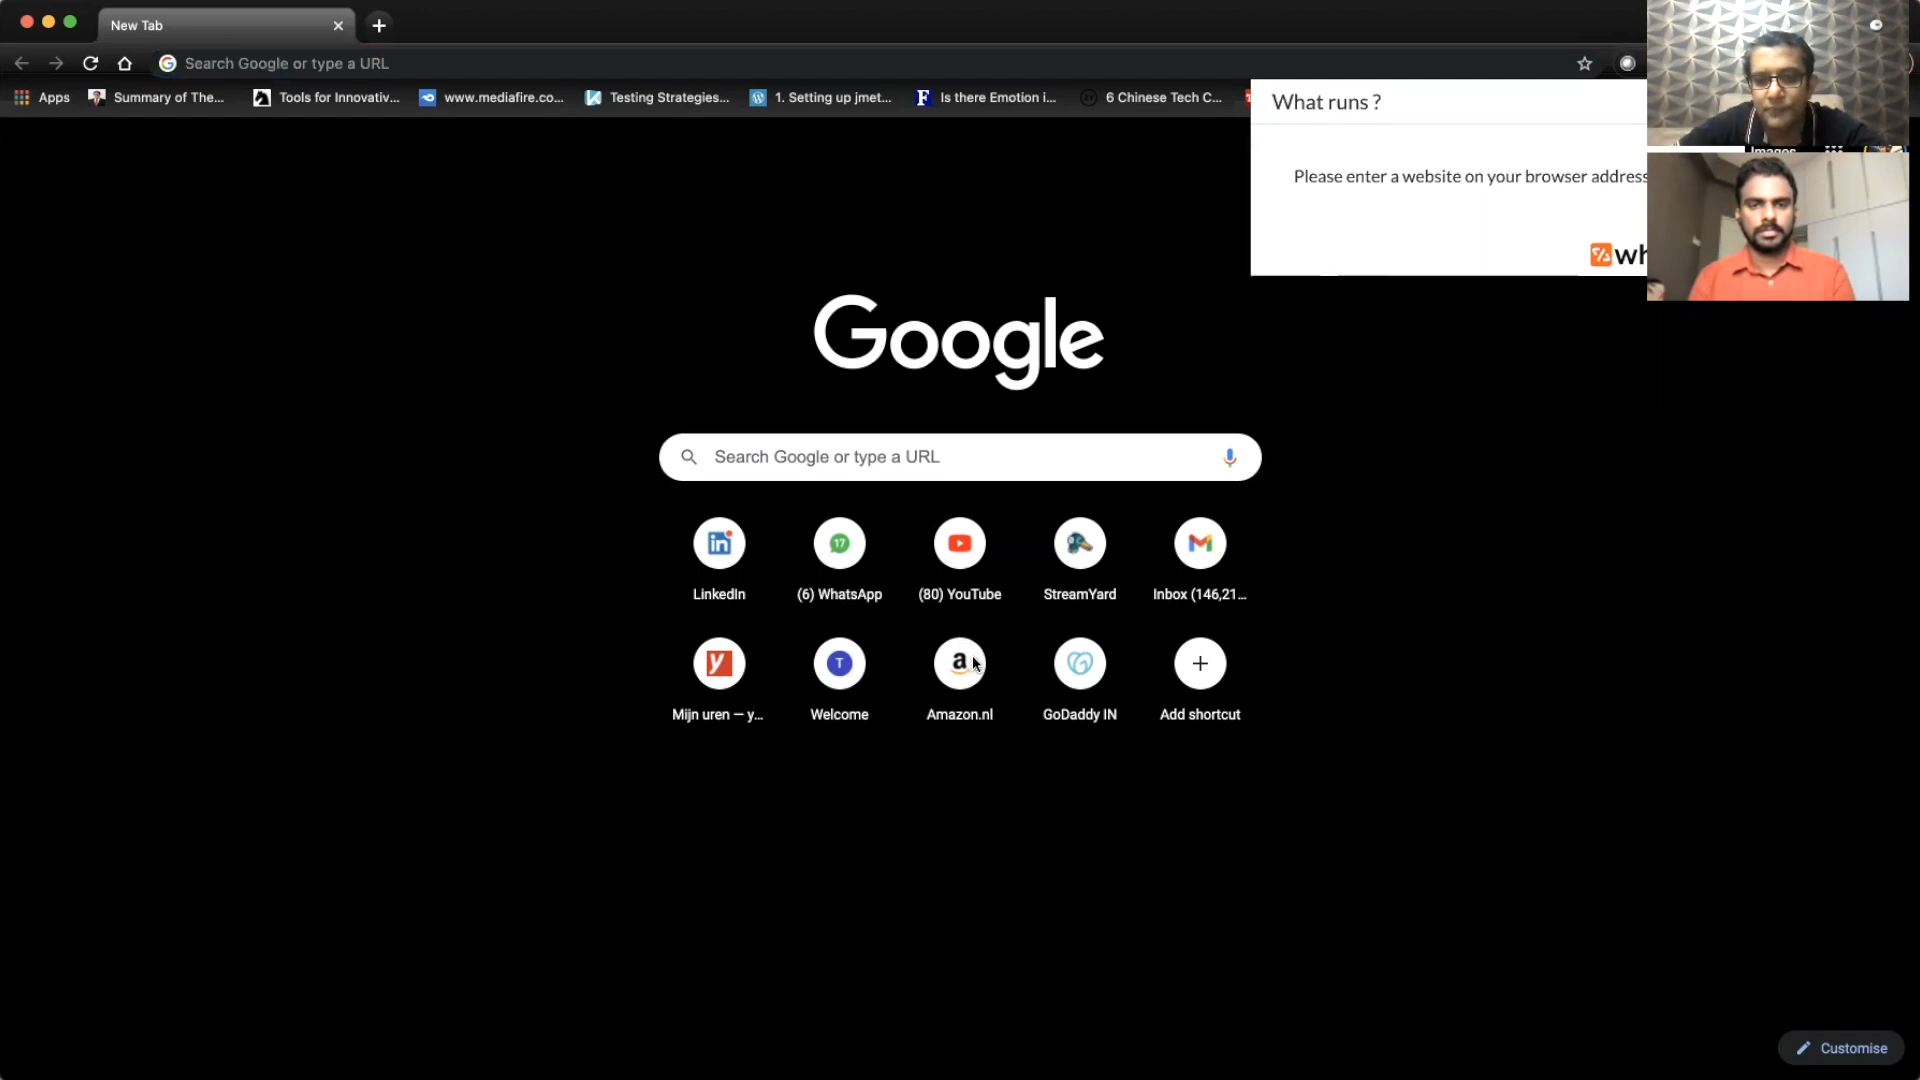 New Tab
Search Google or type a URL
Apps
Summary of The...
Tools for Innovativ...
www.mediafire.co...
Testing Strategies...
1. Setting up jmet...
Is there Emotion i...
6 Chinese Tech C...
What runs ?
Images
Please enter a website on your browser address
wh
Google
Search Google or type a URL
17
LinkedIn
(6) WhatsApp
(80) YouTube
StreamYard
Inbox (146,21...
Mijn uren — y...
Welcome
Amazon.nl
GoDaddy IN
Add shortcut
Customise